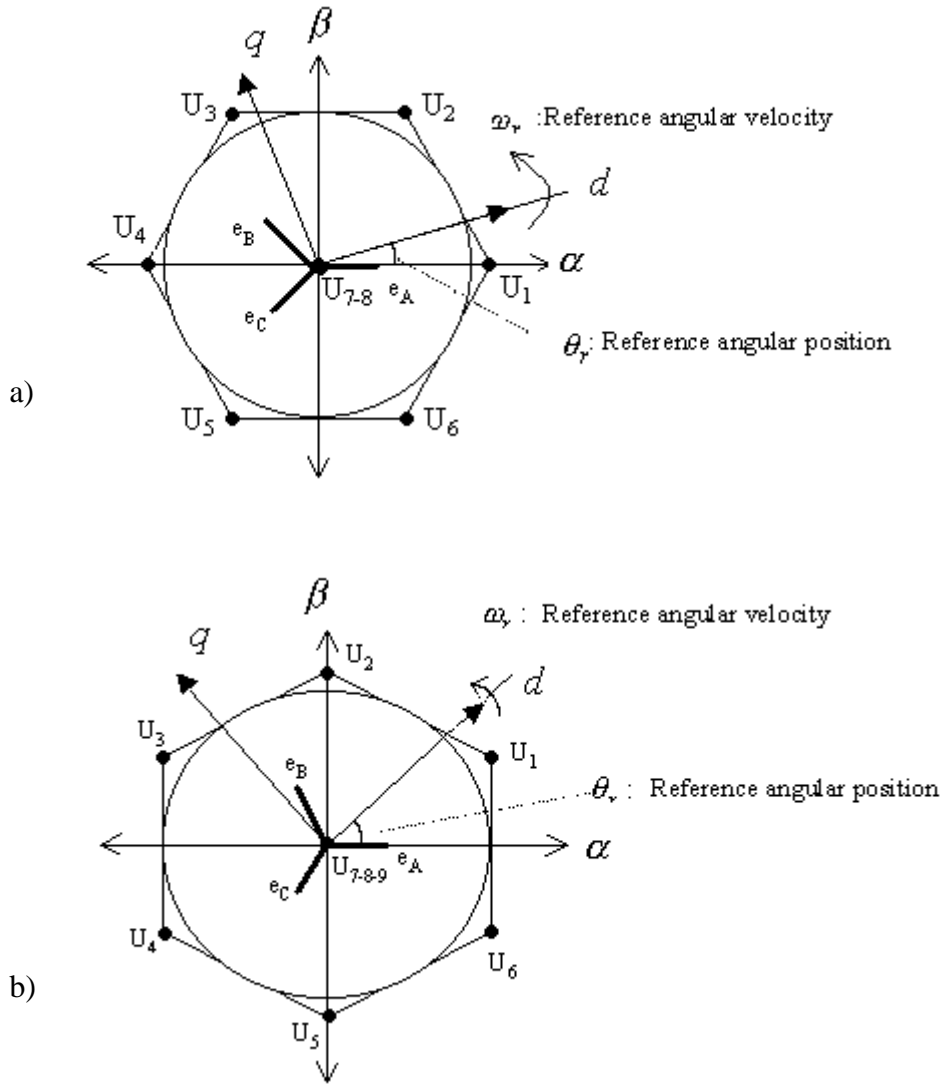 β
q
U3
U2
ωr :Reference angular velocity
d
U4
eB
α
U7-8
eA
U1
eC
θr: Reference angular position
a)
U5
U6
β
ωr : Reference angular velocity
q
U2
d
U3
U1
eB
θr : Reference angular position
α
U7-8-9
eA
eC
U4
U6
b)
U5